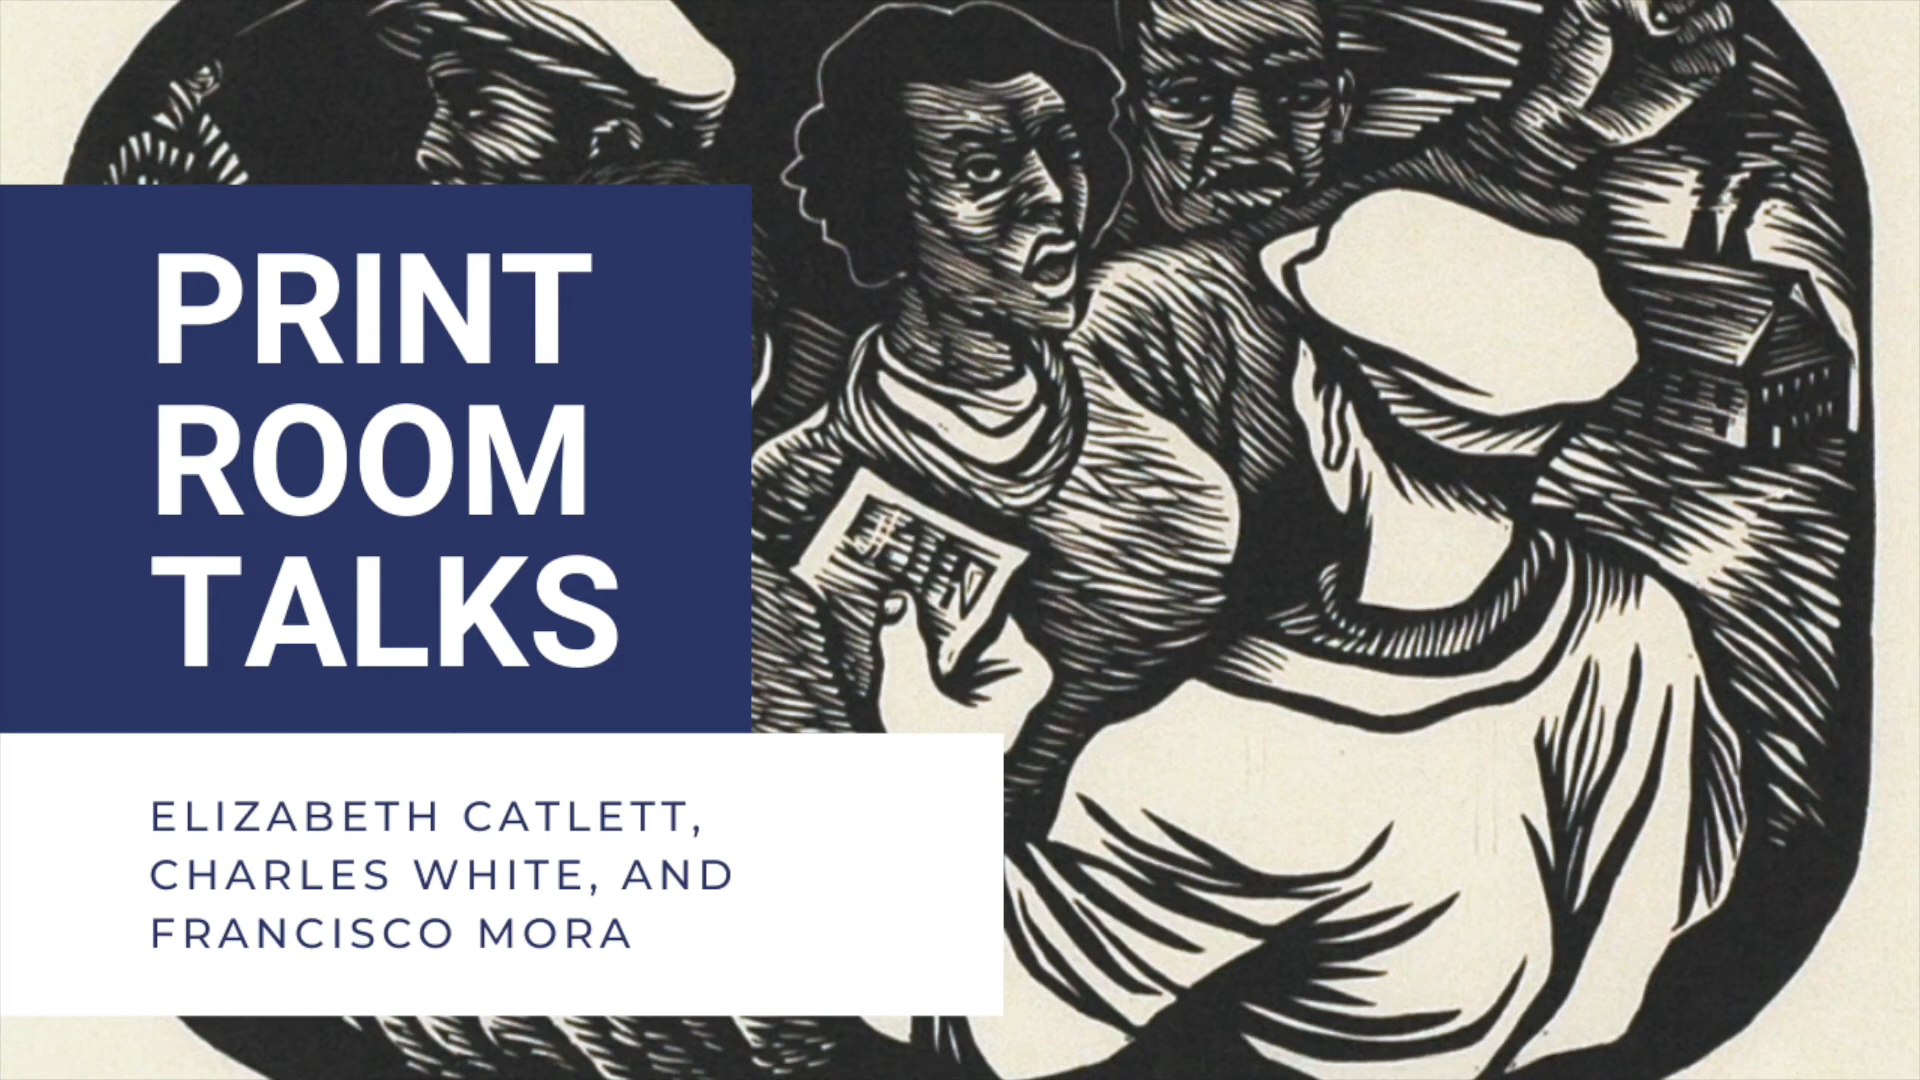 PRINT
ROOM
TALKS
ELIZABETH CATLETT,
CHARLES WHITE, AND
FRANCISCO MORA